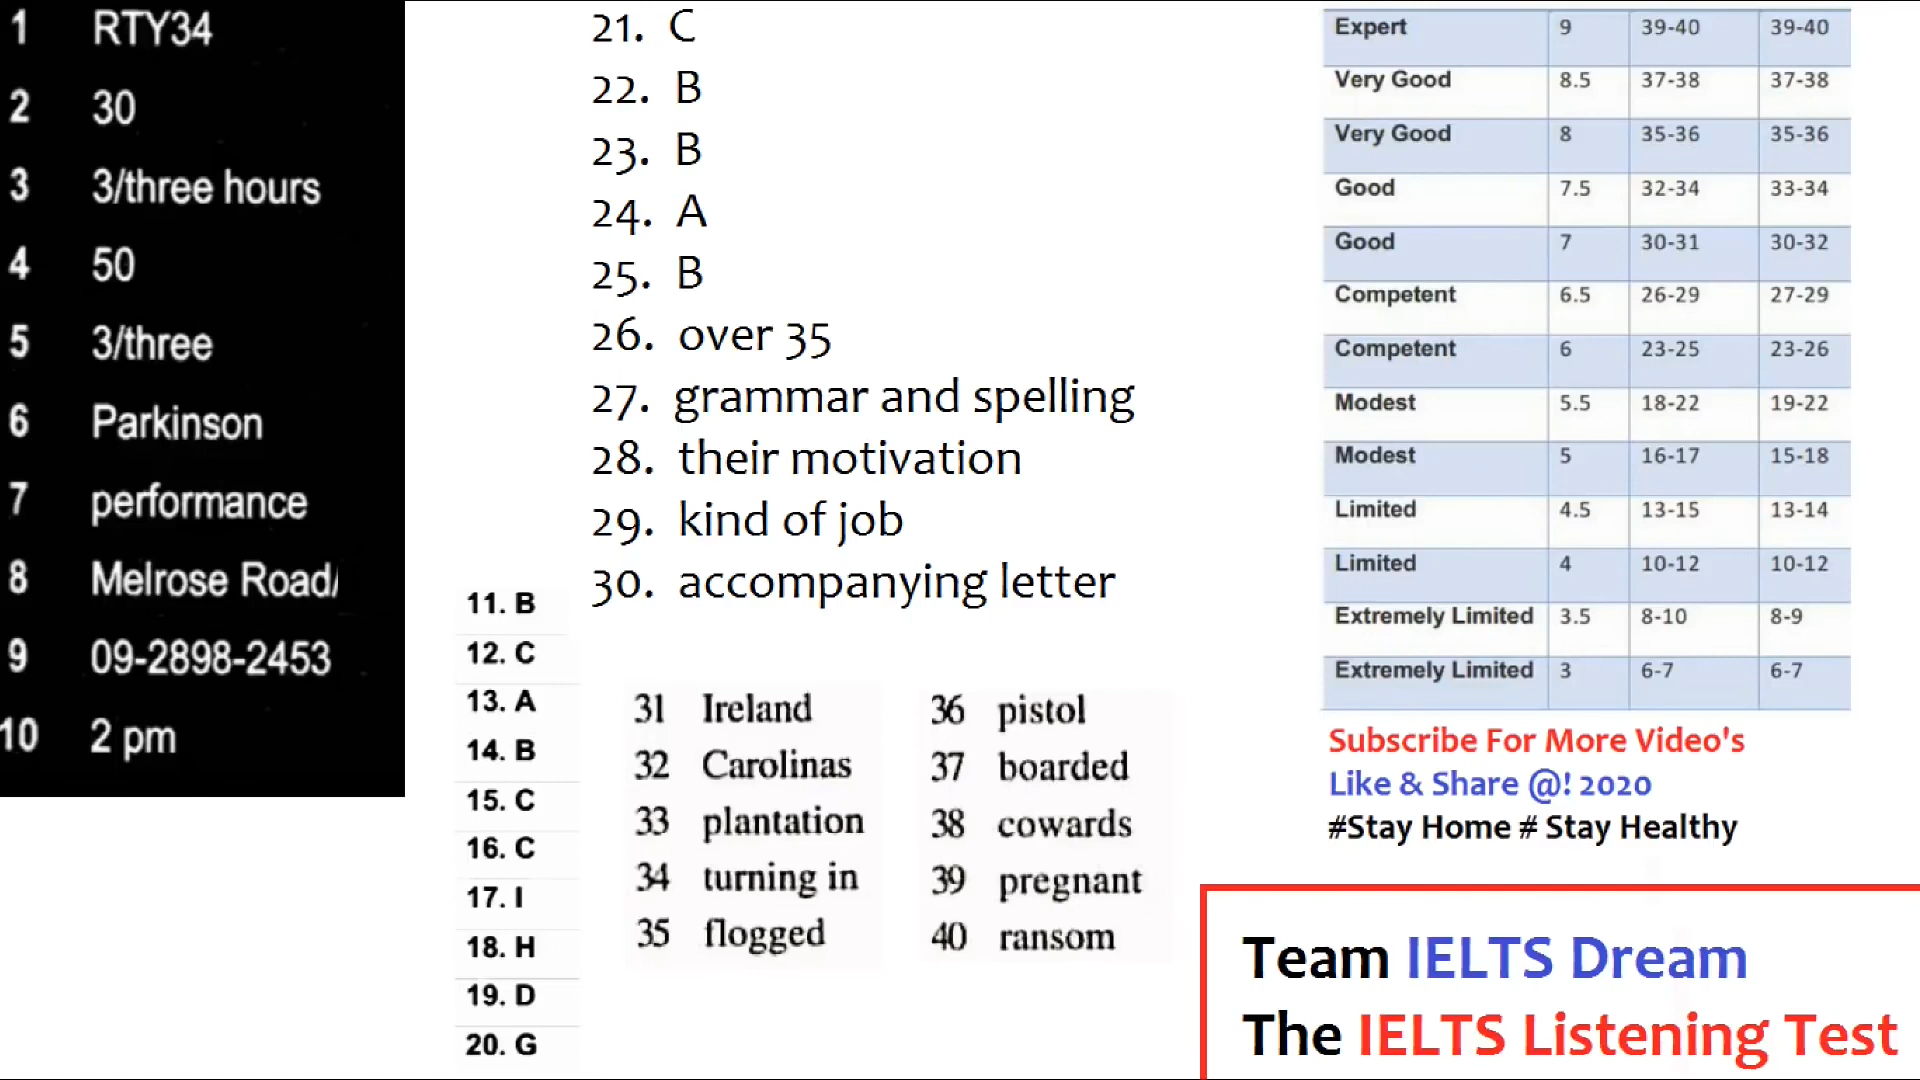 1 RTY34
2 30
3 3/three hours
4 50
5 3/three
6 Parkinson
7 performance
8 Melrose Road/
9 09-2898-2453
10 2 pm
11. B
12. C
13. A
14. B
15. C
16. C
17. I
18. H
19. D
20. G
21. C
22. B
23. B
24. A
25. B
26. over 35
27. grammar and spelling
28. their motivation
29. kind of job
30. accompanying letter
31 Ireland
32 Carolinas
33 plantation
34 turning in
35 flogged
36 pistol
37 boarded
38 cowards
39 pregnant
40 ransom
Expert 9 39-40 39-40
Very Good 8.5 37-38 37-38
Very Good 8 35-36 35-36
Good 7.5 32-34 33-34
Good 7 30-31 30-32
Competent 6.5 26-29 27-29
Competent 6 23-25 23-26
Modest 5.5 18-22 19-22
Modest 5 16-17 15-18
Limited 4.5 13-15 13-14
Limited 4 10-12 10-12
Extremely Limited 3.5 8-10 8-9
Extremely Limited 3 6-7 6-7
Subscribe For More Video's
Like & Share @! 2020
#Stay Home # Stay Healthy
Team IELTS Dream
The IELTS Listening Test